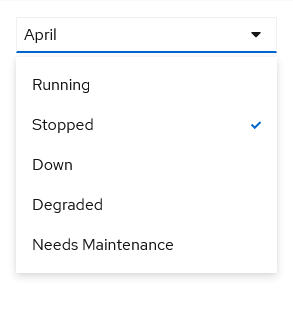 April
Running
Stopped
Down
Degraded
Needs Maintenance